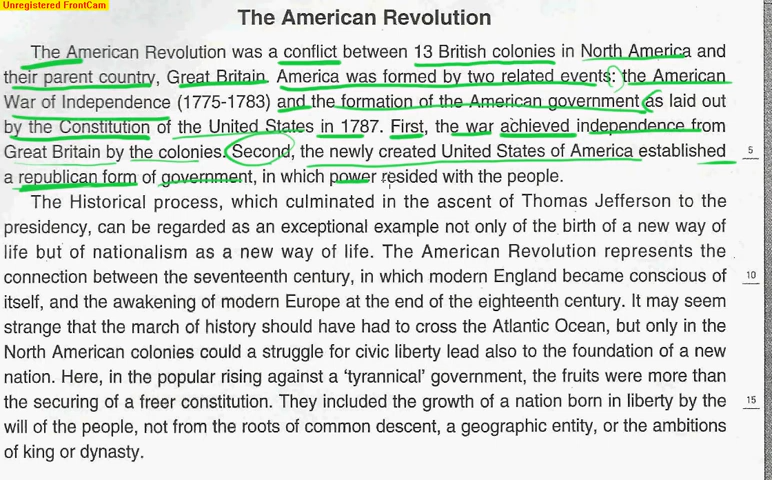 Unregistered FrontCam
The American Revolution
The American Revolution was a conflict between 13 British colonies in North America and
their parent country, Great Britain. America was formed by two related events: the American
War of Independence (1775-1783) and the formation of the American government as laid out
by the Constitution of the United States in 1787. First, the war achieved independence from
Great Britain by the colonies. Second, the newly created United States of America established 5
a republican form of government, in which power resided with the people.
The Historical process, which culminated in the ascent of Thomas Jefferson to the
presidency, can be regarded as an exceptional example not only of the birth of a new way of
life but of nationalism as a new way of life. The American Revolution represents the
connection between the seventeenth century, in which modern England became conscious of 10
itself, and the awakening of modern Europe at the end of the eighteenth century. It may seem
strange that the march of history should have had to cross the Atlantic Ocean, but only in the
North American colonies could a struggle for civic liberty lead also to the foundation of a new
nation. Here, in the popular rising against a 'tyrannical' government, the fruits were more than
the securing of a freer constitution. They included the growth of a nation born in liberty by the 15
will of the people, not from the roots of common descent, a geographic entity, or the ambitions
of king or dynasty.